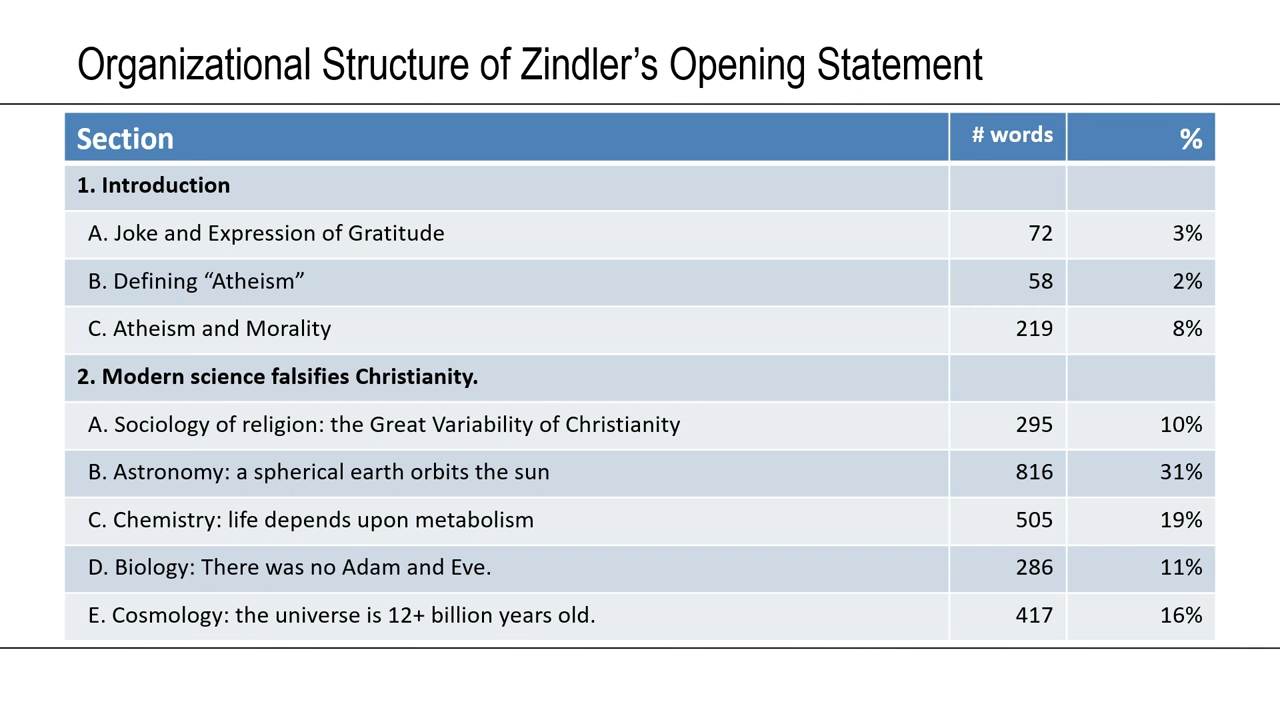 Organizational Structure of Zindler’s Opening Statement
Section # words %
1. Introduction
A. Joke and Expression of Gratitude 72 3%
B. Defining “Atheism” 58 2%
C. Atheism and Morality 219 8%
2. Modern science falsifies Christianity.
A. Sociology of religion: the Great Variability of Christianity 295 10%
B. Astronomy: a spherical earth orbits the sun 816 31%
C. Chemistry: life depends upon metabolism 505 19%
D. Biology: There was no Adam and Eve. 286 11%
E. Cosmology: the universe is 12+ billion years old. 417 16%